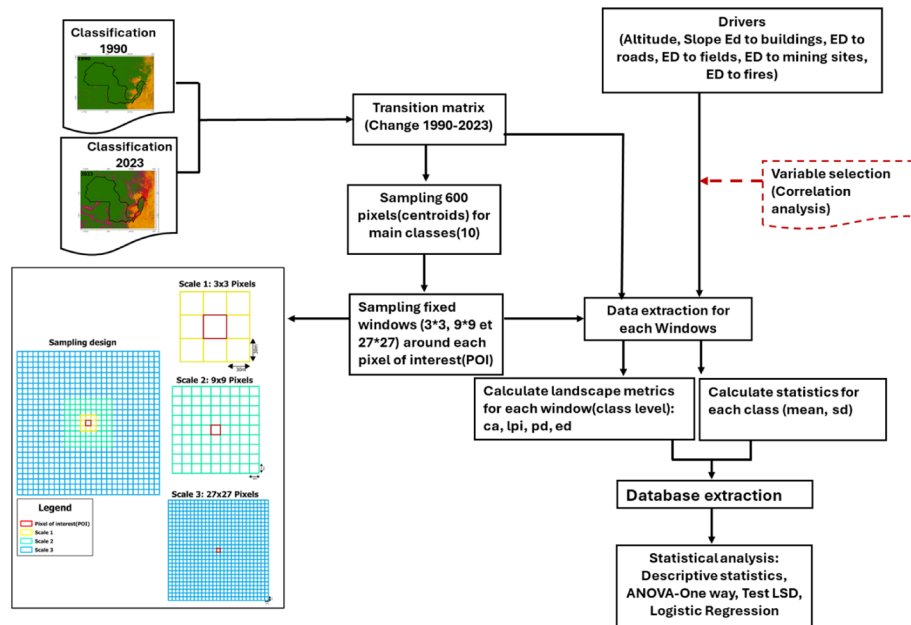 Classification
1990
1990
Classification
2023
2023
Drivers
(Altitude, Slope Ed to buildings, ED to
roads, ED to fields, ED to mining sites,
ED to fires)
Transition matrix
(Change 1990-2023)
Variable selection
(Correlation
analysis)
Sampling 600
pixels(centroids) for
main classes(10)
Sampling fixed
windows (3*3, 9*9 et
27*27) around each
pixel of interest(POI)
Data extraction for
each Windows
Scale 1: 3x3 Pixels
Sampling design
Scale 2: 9x9 Pixels
Scale 3: 27x27 Pixels
Legend
Pixel of interest(POI)
Scale 1
Scale 2
Scale 3
Calculate landscape metrics
for each window(class level):
ca, lpi, pd, ed
Calculate statistics for
each class (mean, sd)
Database extraction
Statistical analysis:
Descriptive statistics,
ANOVA-One way, Test LSD,
Logistic Regression